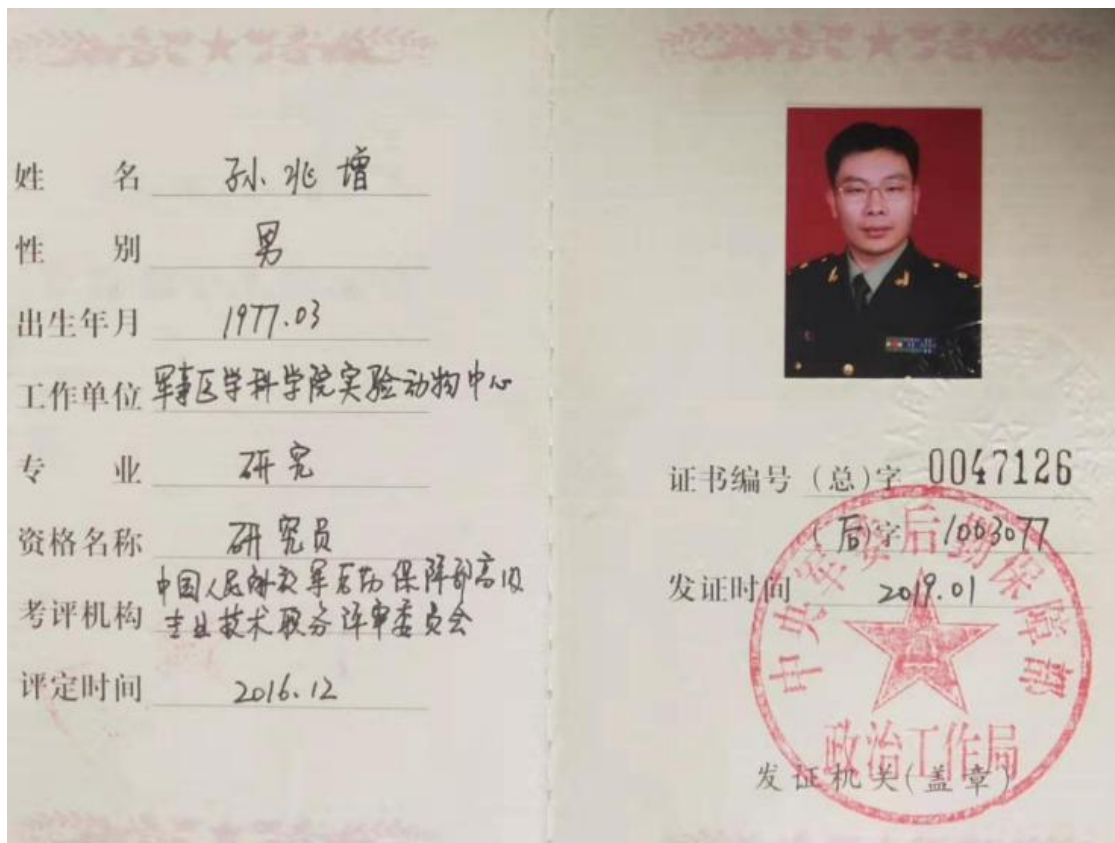 姓 名 孙兆增
性 别 男
出生年月 1977.03
工作单位 军事医学科学院实验动物中心
专 业 研究
资格名称 研究员
考评机构 中国人民解放军后勤保障部高级
专业技术职务评审委员会
评定时间 2016.12
证书编号 (总)字 0047126
(后)字 1003077
发证时间 2019.01
中央军委后勤保障部
政治工作局
发证机关(盖章)